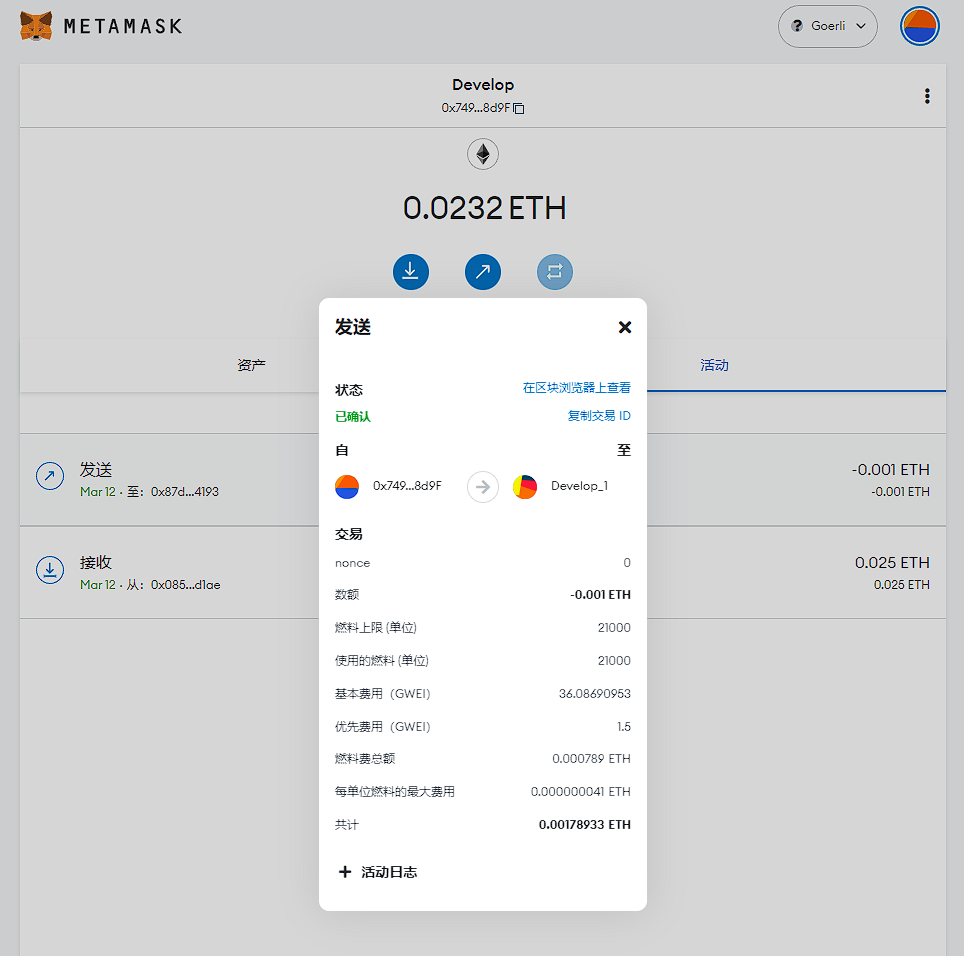 METAMASK
Goerli
Develop
0x749...8d9F
0.0232 ETH
资产
活动
发送
Mar 12 · 至：0x87d...4193
-0.001 ETH
-0.001 ETH
接收
Mar 12 · 从：0x085...d1ae
0.025 ETH
0.025 ETH
发送
状态
在区块浏览器上查看
已确认
复制交易 ID
自
至
0x749...8d9F
Develop_1
交易
nonce
0
数额
-0.001 ETH
燃料上限 (单位)
21000
使用的燃料 (单位)
21000
基本费用（GWEI）
36.08690953
优先费用（GWEI）
1.5
燃料费总额
0.000789 ETH
每单位燃料的最大费用
0.000000041 ETH
共计
0.00178933 ETH
活动日志